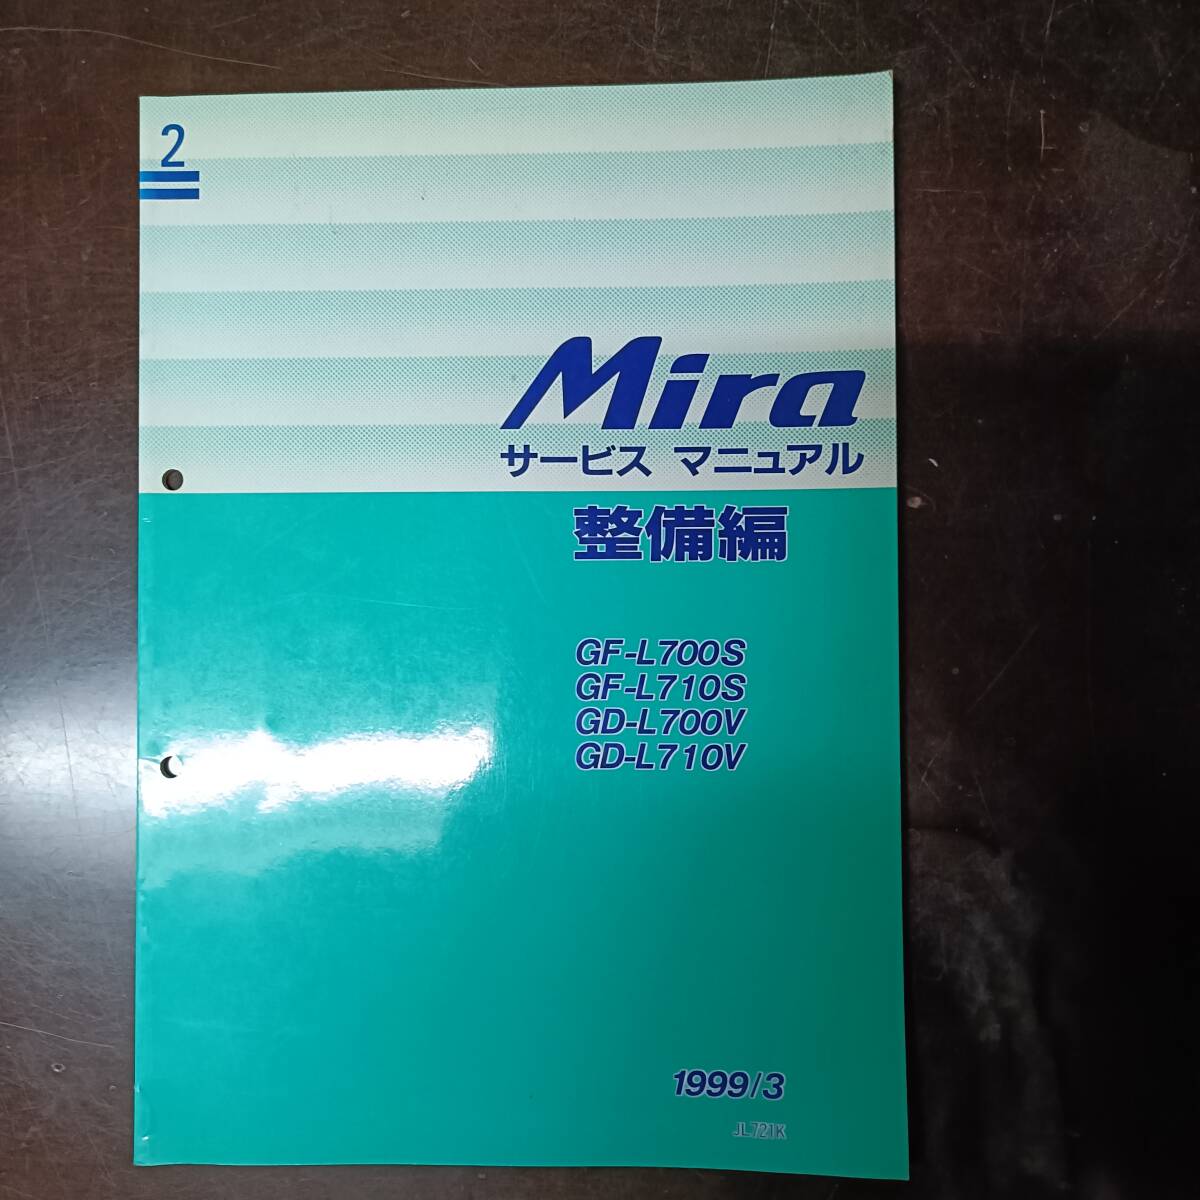 2
Mira
サービス マニュアル
整備編
GF-L700S
GF-L710S
GD-L700V
GD-L710V
1999/3
JL721K